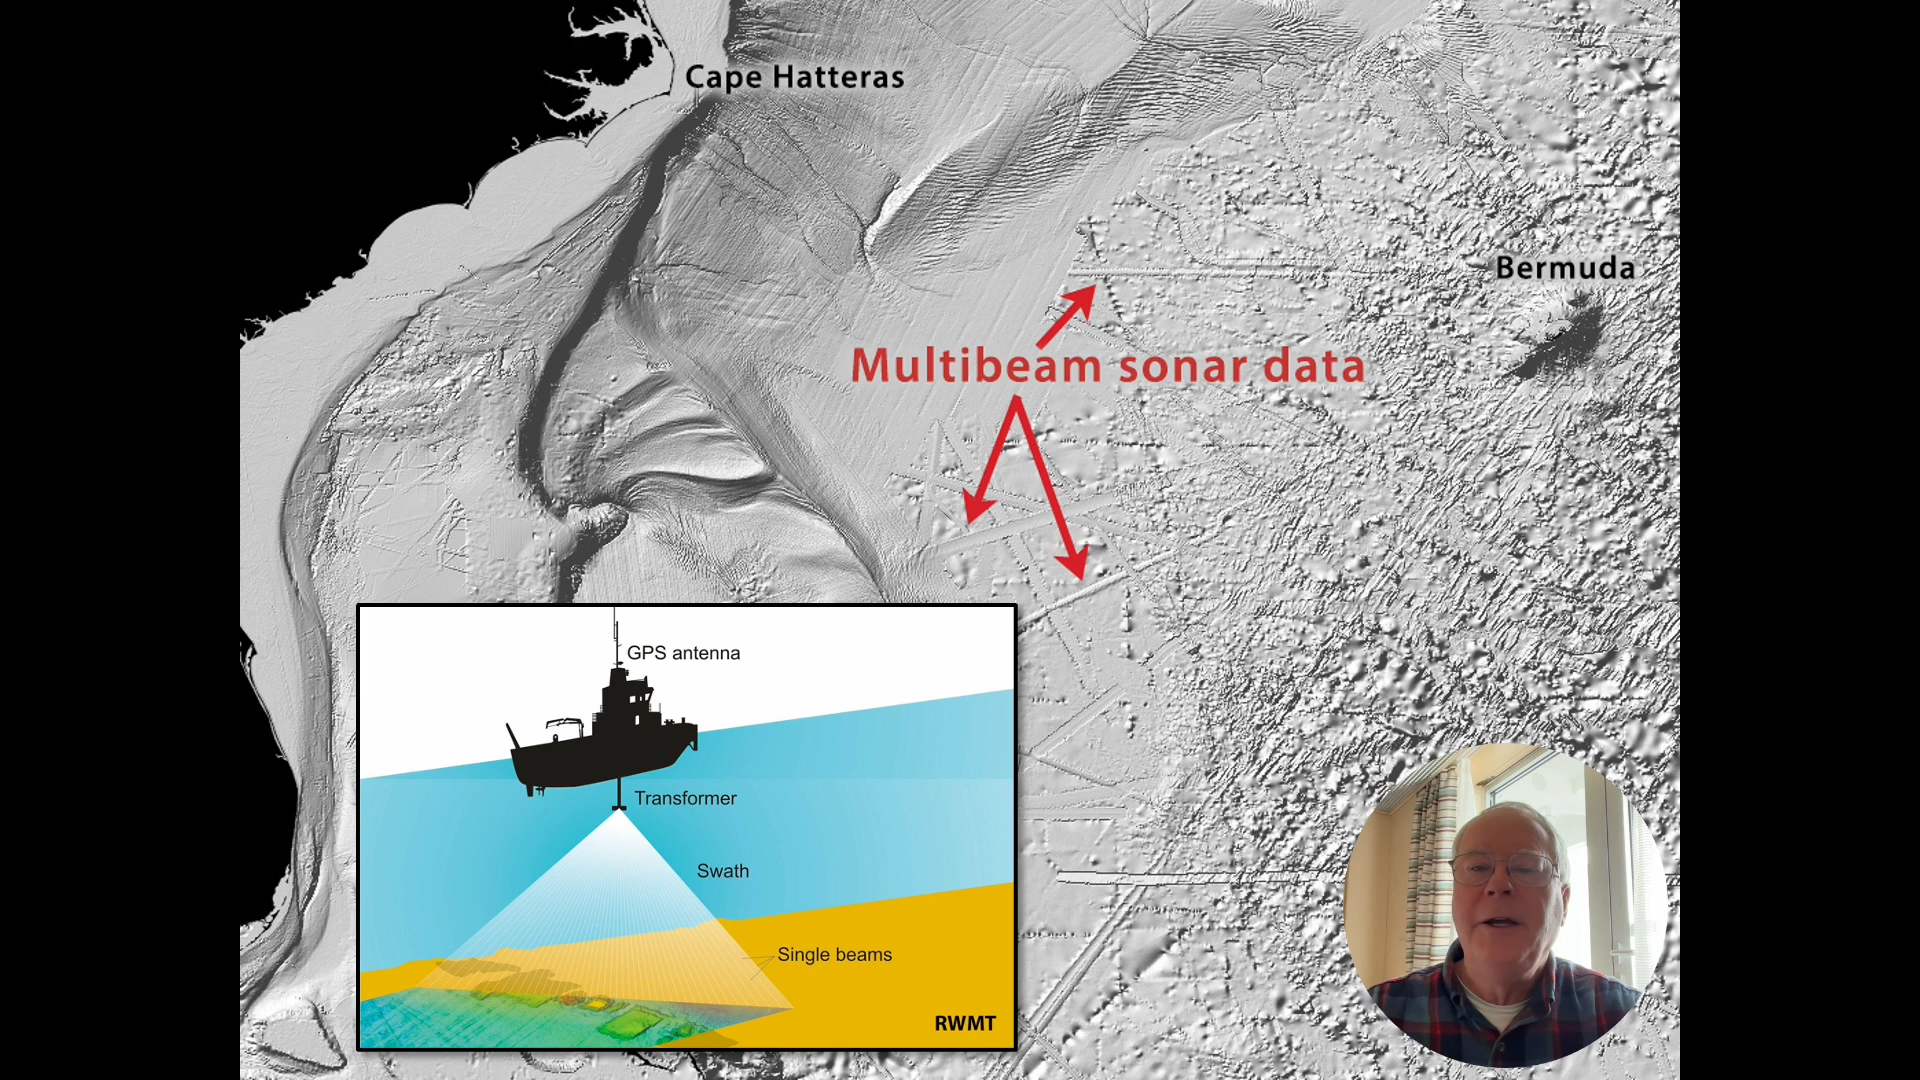 Cape Hatteras
Bermuda
Multibeam sonar data
GPS antenna
Transformer
Swath
Single beams
RWMT